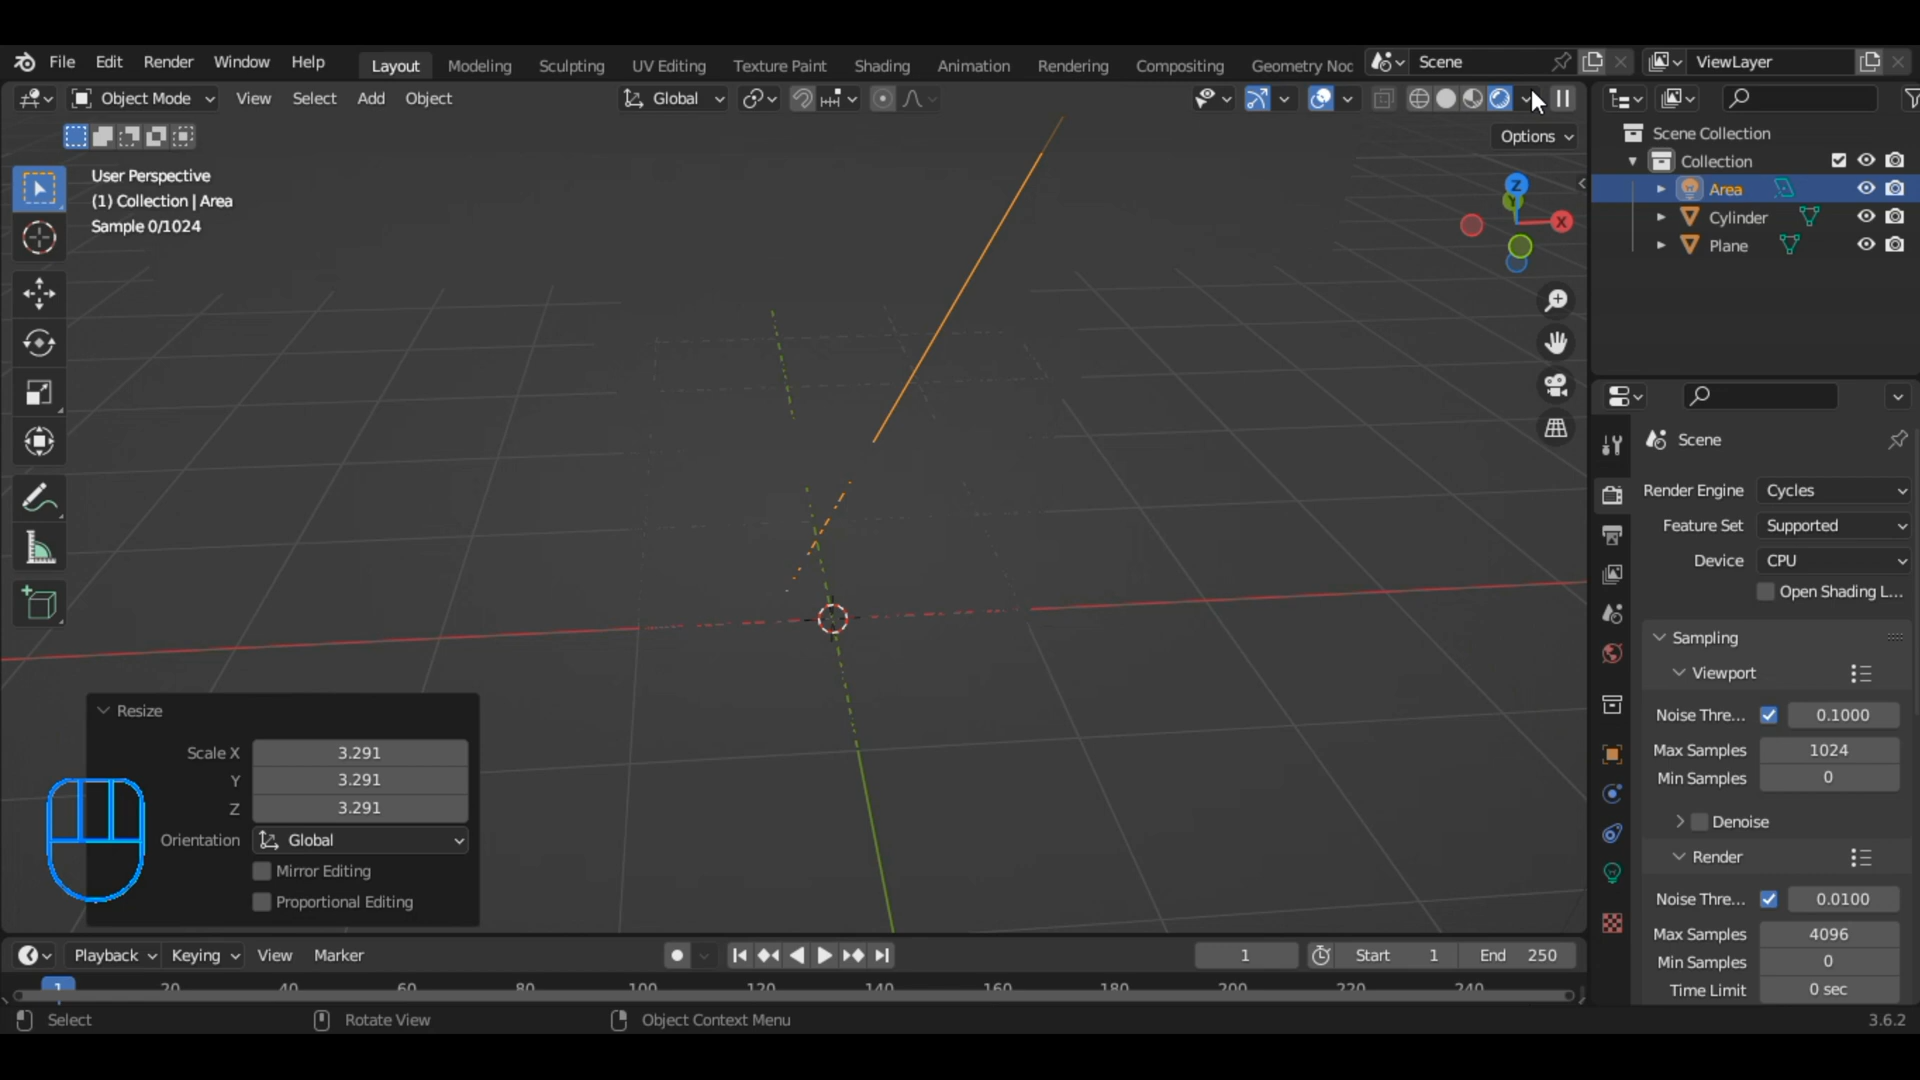 File Edit Render Window Help Layout Modeling Sculpting UV Editing Texture Paint Shading Animation Rendering Compositing Geometry Noc Scene ViewLayer
Object Mode View Select Add Object Global
Options
User Perspective
(1) Collection | Area
Sample 0/1024
Z
Y
X
Scene Collection
Collection
Area
Cylinder
Plane
Scene
Render Engine Cycles
Feature Set Supported
Device CPU
Open Shading L...
Sampling
Viewport
Noise Thre... 0.1000
Max Samples 1024
Min Samples 0
Denoise
Render
Noise Thre... 0.0100
Max Samples 4096
Min Samples 0
Time Limit 0 sec
Resize
Scale X 3.291
Y 3.291
Z 3.291
Orientation Global
Mirror Editing
Proportional Editing
Playback Keying View Marker 1 Start 1 End 250
1 20 40 60 80 100 120 140 160 180 200 220 240
Select Rotate View Object Context Menu 3.6.2